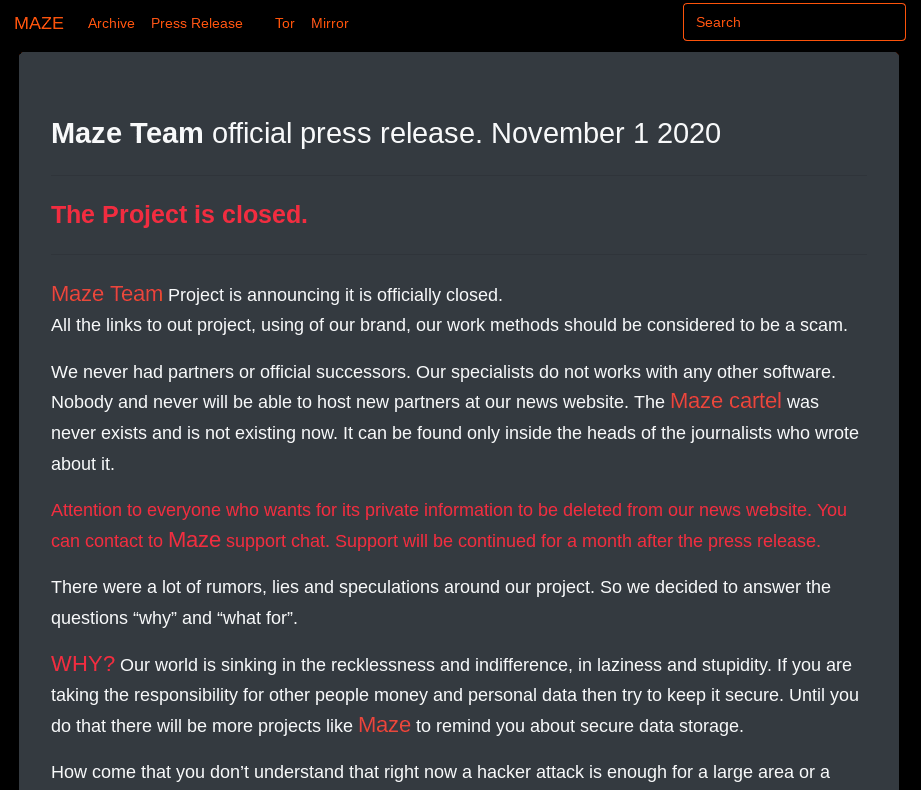 MAZE Archive Press Release Tor Mirror Search
Maze Team official press release. November 1 2020
The Project is closed.
Maze Team Project is announcing it is officially closed.
All the links to out project, using of our brand, our work methods should be considered to be a scam.
We never had partners or official successors. Our specialists do not works with any other software.
Nobody and never will be able to host new partners at our news website. The Maze cartel was
never exists and is not existing now. It can be found only inside the heads of the journalists who wrote
about it.
Attention to everyone who wants for its private information to be deleted from our news website. You
can contact to Maze support chat. Support will be continued for a month after the press release.
There were a lot of rumors, lies and speculations around our project. So we decided to answer the
questions “why” and “what for”.
WHY? Our world is sinking in the recklessness and indifference, in laziness and stupidity. If you are
taking the responsibility for other people money and personal data then try to keep it secure. Until you
do that there will be more projects like Maze to remind you about secure data storage.
How come that you don’t understand that right now a hacker attack is enough for a large area or a